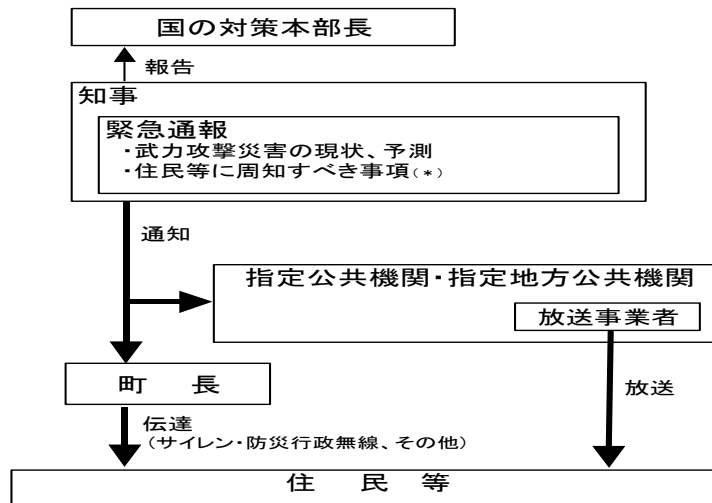 国の対策本部長
報告
知事
緊急通報
・武力攻撃災害の現状、予測
・住民等に周知すべき事項(*)
通知
指定公共機関・指定地方公共機関
放送事業者
町 長
放送
伝達
(サイレン・防災行政無線、その他)
住 民 等